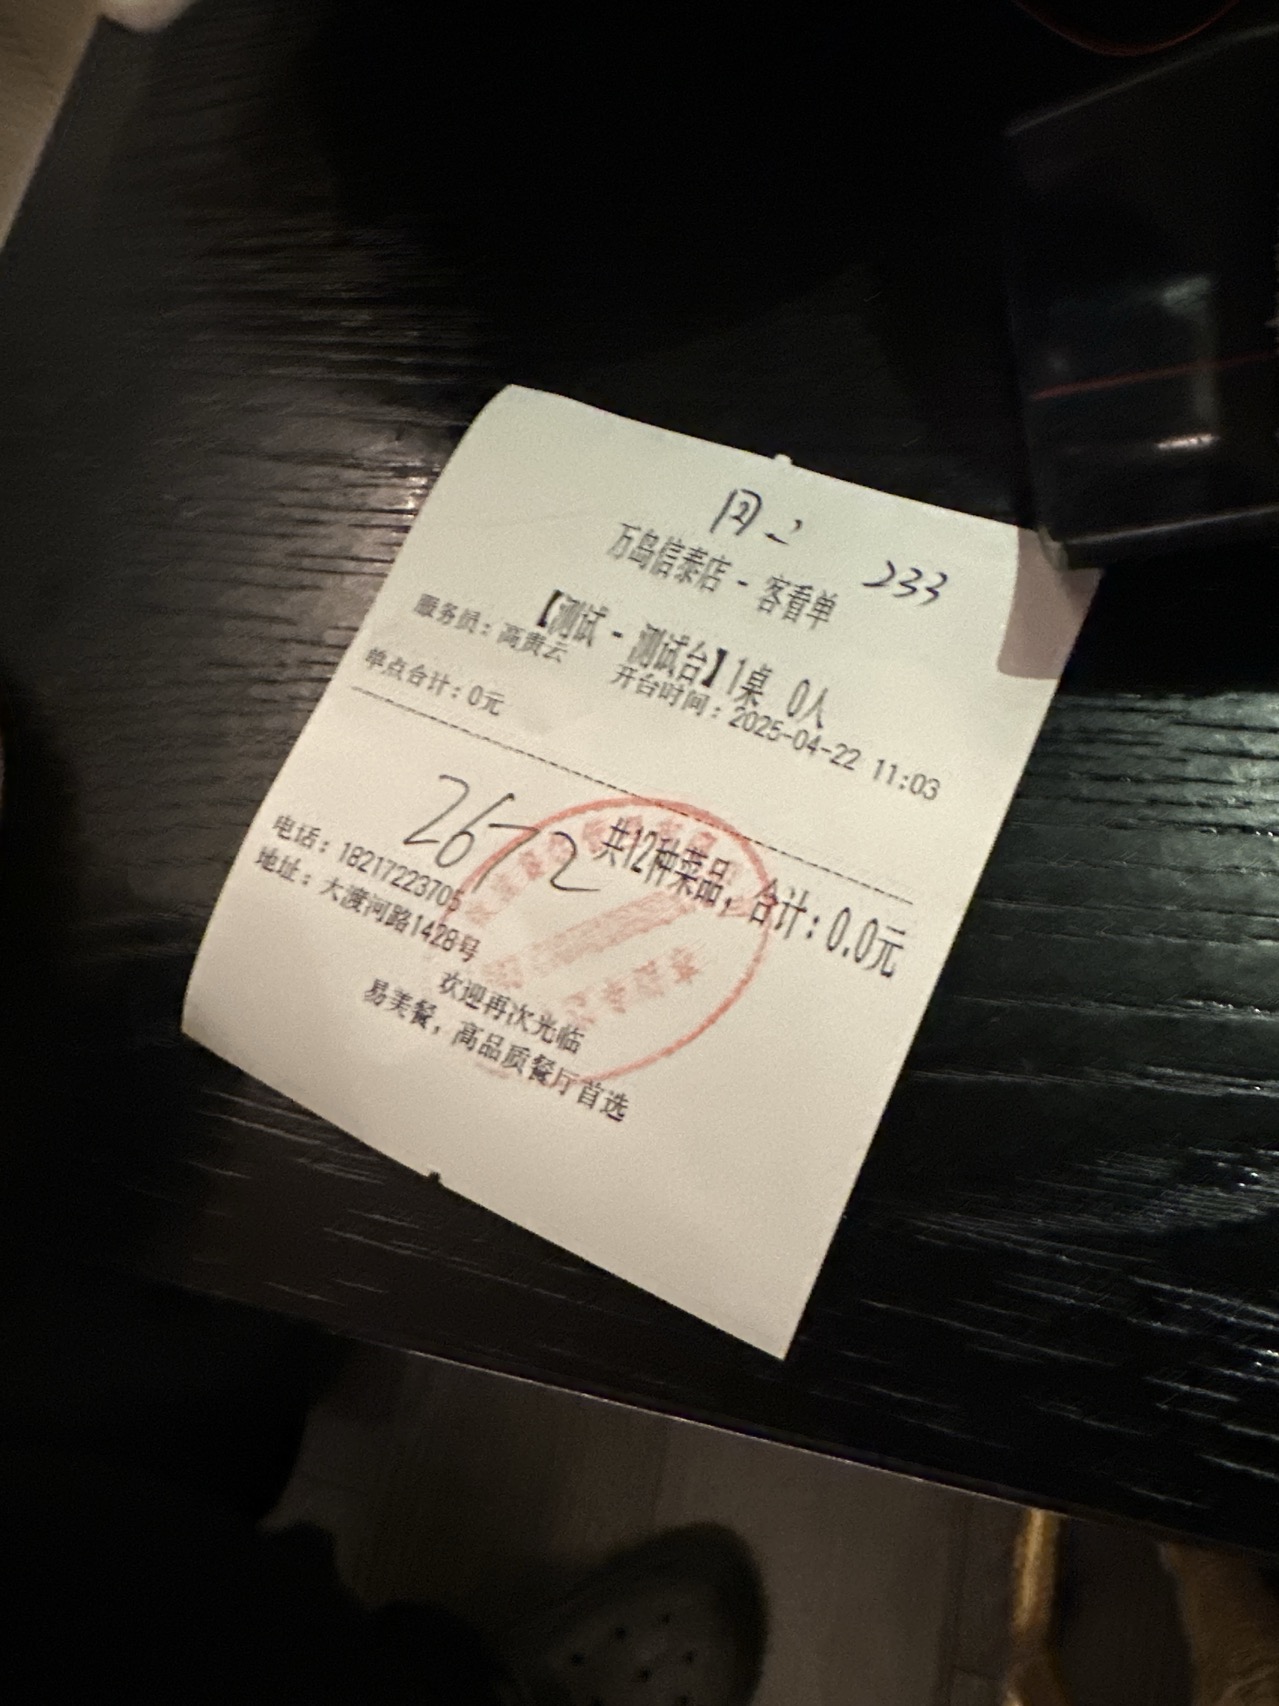 233
万岛信泰店 - 客看单
【测试 - 测试台】1桌 0人
服务员：高贵云 开台时间：2025-04-22 11:03
单点合计：0元
2672
共12种菜品，合计：0.0元
电话：18217223705
地址：大渡河路1428号
欢迎再次光临
易美餐，高品质餐厅首选